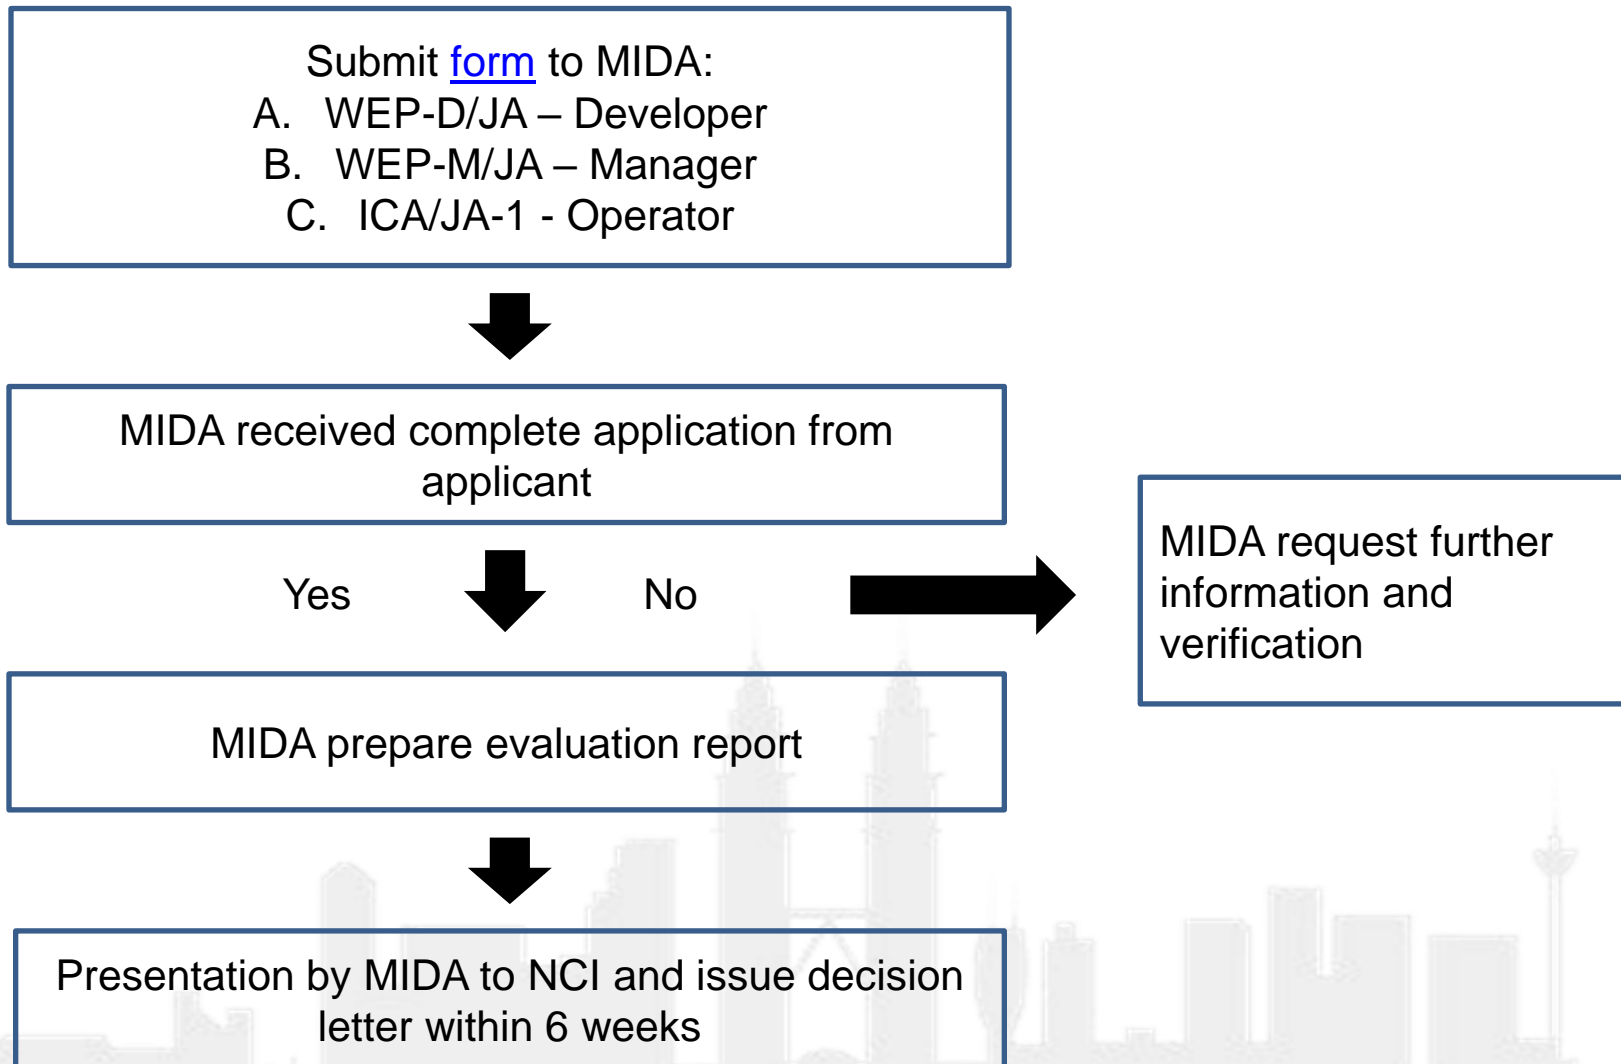 Submit form to MIDA:
A. WEP-D/JA – Developer
B. WEP-M/JA – Manager
C. ICA/JA-1 - Operator
MIDA received complete application from
applicant
Yes
No
MIDA request further
information and
verification
MIDA prepare evaluation report
Presentation by MIDA to NCI and issue decision
letter within 6 weeks